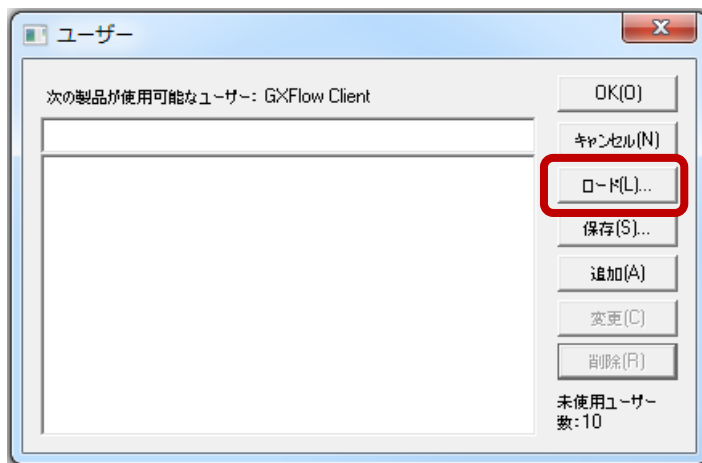 ユーザー
次の製品が使用可能なユーザー: GXFlow Client
OK(O)
キャンセル(N)
ロード(L)...
保存(S)...
追加(A)
変更(C)
削除(R)
未使用ユーザー
数:10